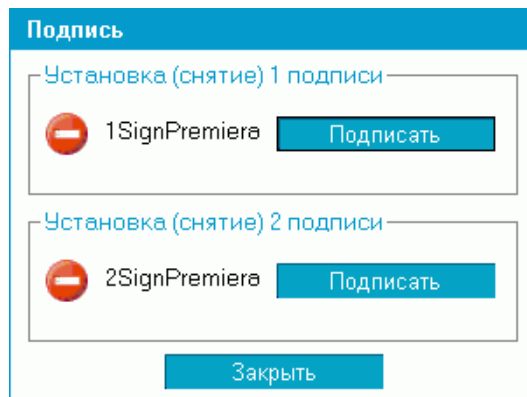 Подпись
Установка (снятие) 1 подписи
1SignPremiera Подписать
Установка (снятие) 2 подписи
2SignPremiera Подписать
Закрыть